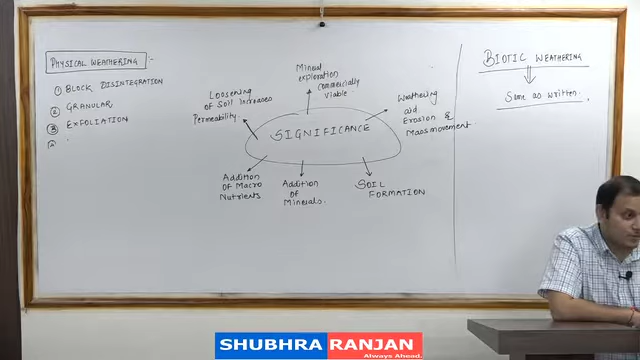 PHYSICAL WEATHERING :-
① BLOCK DISINTEGRATION
② GRANULAR
③ EXFOLIATION
Loosening
of Soil Increases
Permeability.
Mineral
exploration
Commercially
Viable.
Weathering
aid
Erosion &
Mass movement.
SIGNIFICANCE
Addition
Of Macro
Nutrients
Addition
Of
Minerals.
SOIL
FORMATION
BIOTIC WEATHERING
Same as written.
SHUBHRA RANJAN
Always Ahead.